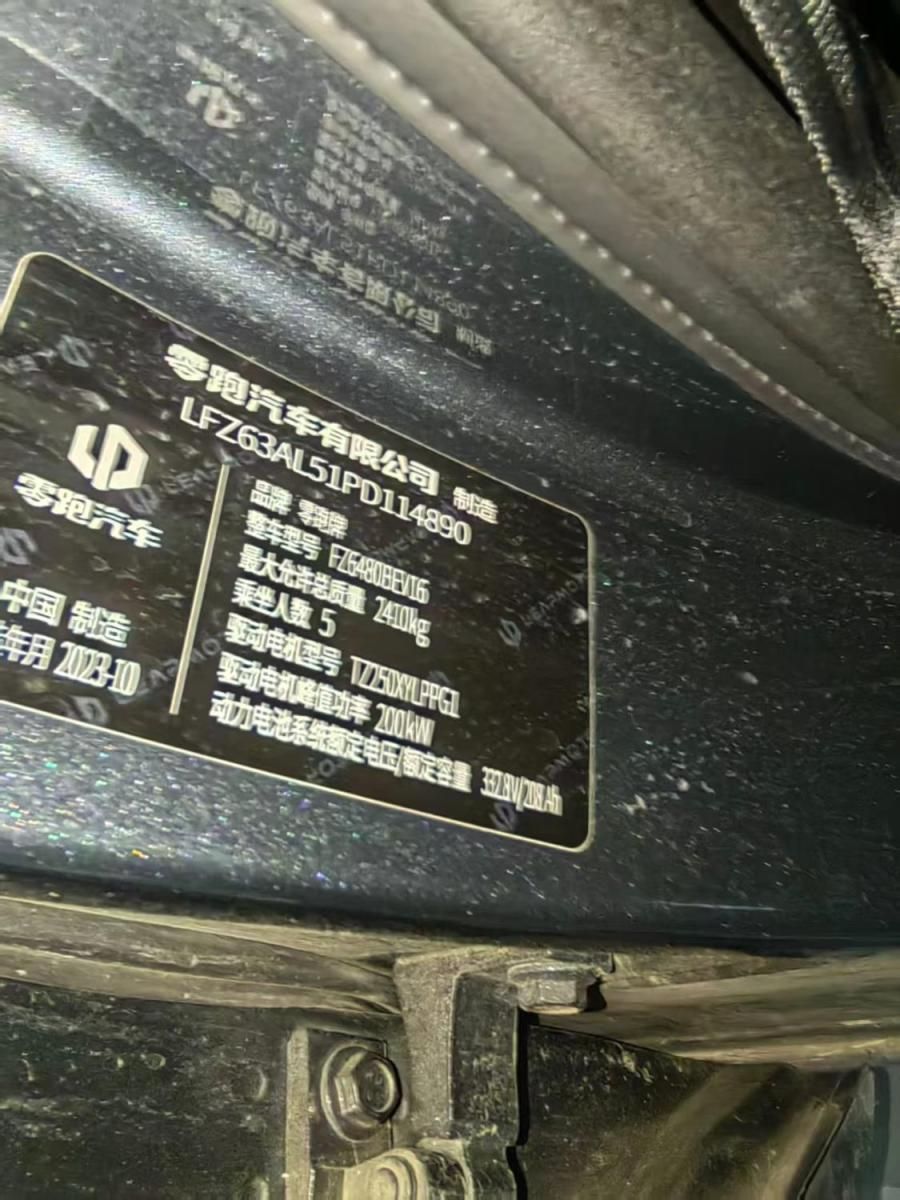 零跑汽车有限公司 制造
LFZ63AL51PD114890
零跑汽车
中国 制造
年月 2023-10
品牌 零跑牌
整车型号 FZ6480BEV16
最大允许总质量 2410kg
乘坐人数 5
驱动电机型号 TZ250XYLPPG1
驱动电机峰值功率 200kW
动力电池系统额定电压/额定容量 332.8V/208Ah